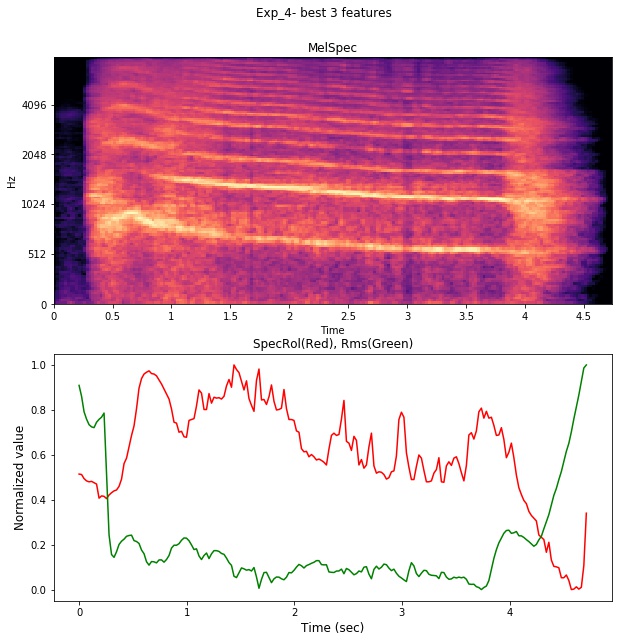 Exp_4- best 3 features
MelSpec
4096
2048
1024
512
0
Hz
0 0.5 1 1.5 2 2.5 3 3.5 4 4.5
Time
SpecRol(Red), Rms(Green)
1.0
0.8
0.6
0.4
0.2
0.0
Normalized value
0 1 2 3 4
Time (sec)